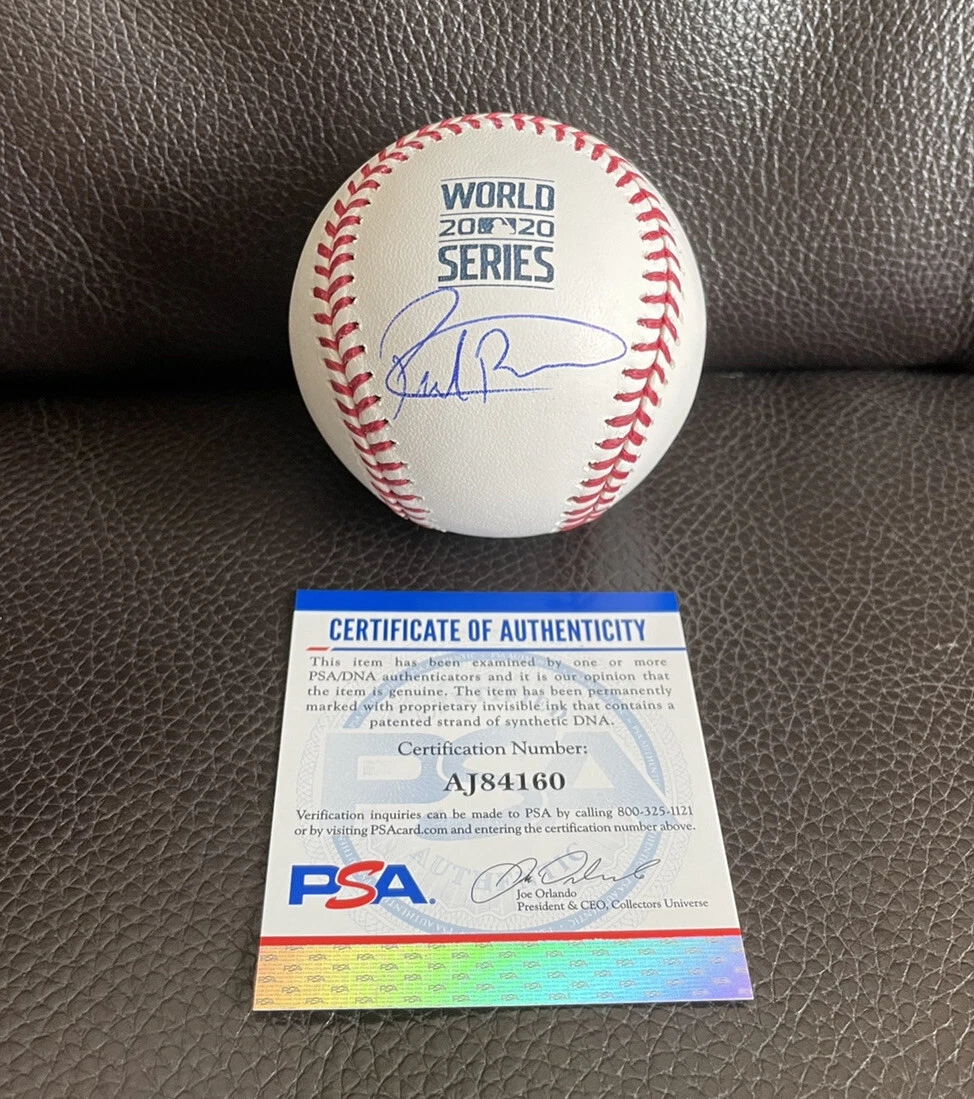 WORLD
20 20
SERIES
CERTIFICATE OF AUTHENTICITY
This item has been examined by one or more
PSA/DNA authenticators and it is our opinion that
the item is genuine. The item has been permanently
marked with proprietary invisible ink that contains a
patented strand of synthetic DNA.
Certification Number:
AJ84160
Verification inquiries can be made to PSA by calling 800-325-1121
or by visiting PSAcard.com and entering the certification number above.
PSA
Joe Orlando
President & CEO, Collectors Universe